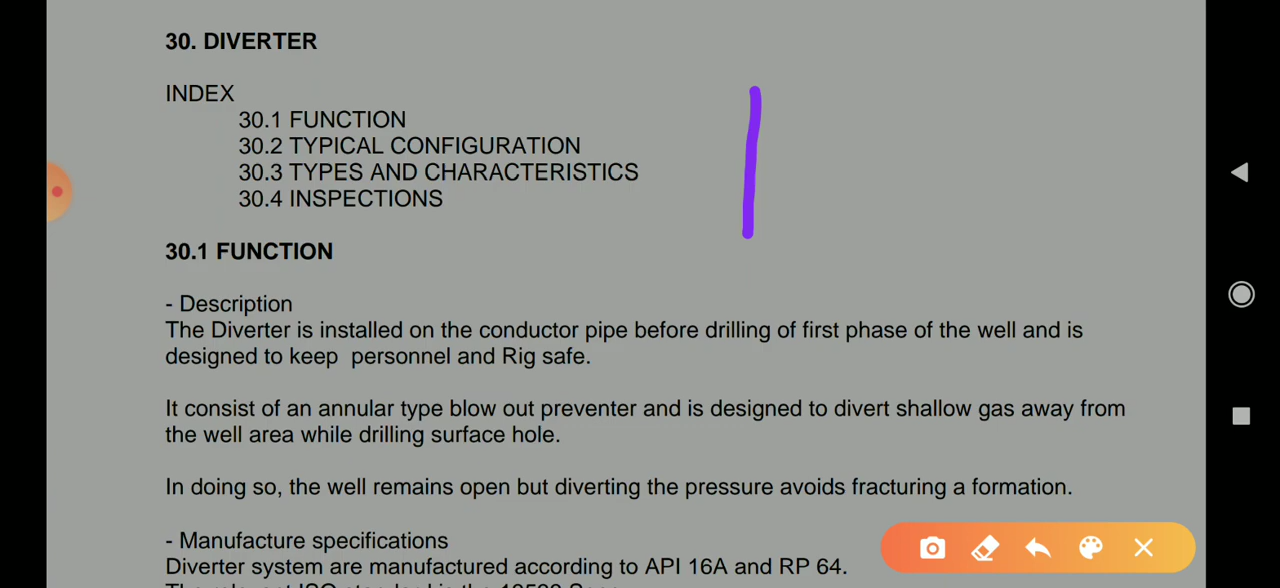 30. DIVERTER
INDEX
30.1 FUNCTION
30.2 TYPICAL CONFIGURATION
30.3 TYPES AND CHARACTERISTICS
30.4 INSPECTIONS
30.1 FUNCTION
- Description
The Diverter is installed on the conductor pipe before drilling of first phase of the well and is
designed to keep  personnel and Rig safe.
It consist of an annular type blow out preventer and is designed to divert shallow gas away from
the well area while drilling surface hole.
In doing so, the well remains open but diverting the pressure avoids fracturing a formation.
- Manufacture specifications
Diverter system are manufactured according to API 16A and RP 64.